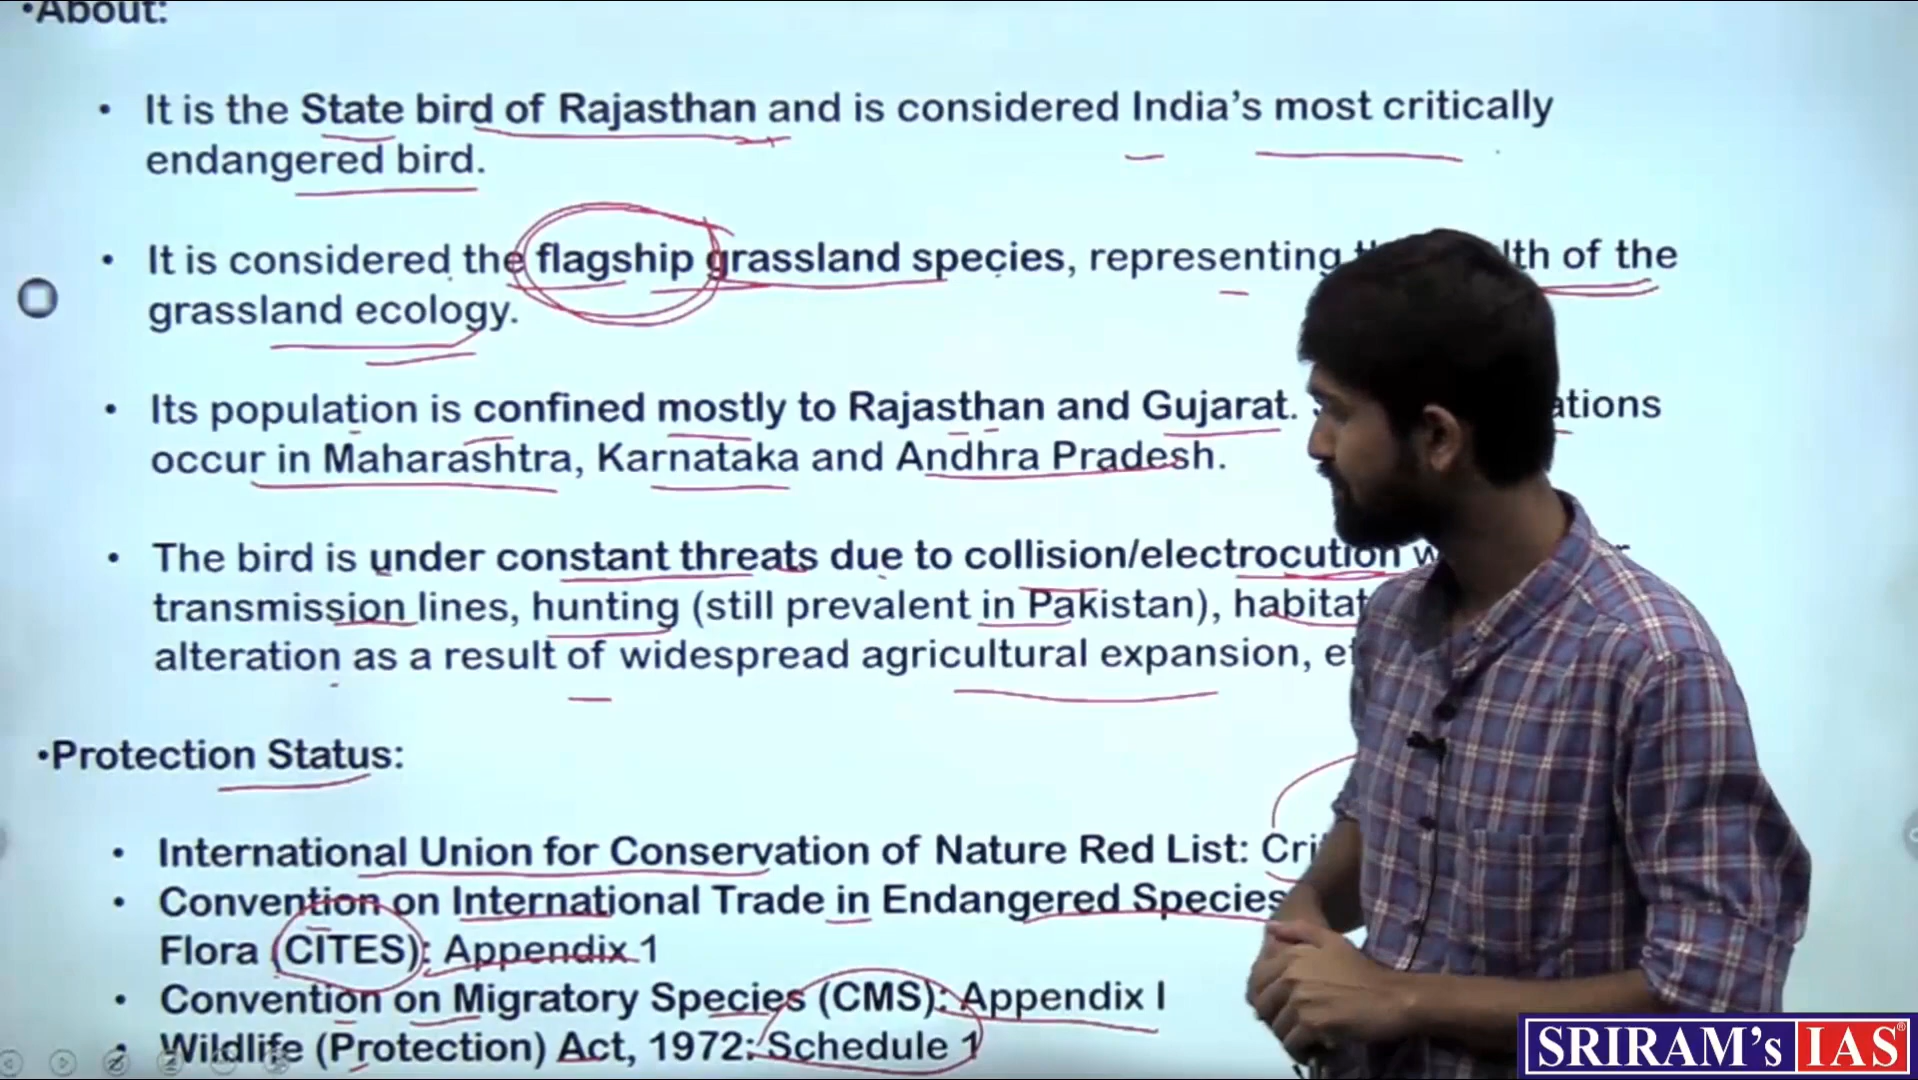 •About:
• It is the State bird of Rajasthan and is considered India's most critically
endangered bird.
• It is considered the flagship grassland species, representing lth of the
grassland ecology.
• Its population is confined mostly to Rajasthan and Gujarat. ations
occur in Maharashtra, Karnataka and Andhra Pradesh.
• The bird is under constant threats due to collision/electrocution
transmission lines, hunting (still prevalent in Pakistan), habitat
alteration as a result of widespread agricultural expansion,
•Protection Status:
• International Union for Conservation of Nature Red List:
• Convention on International Trade in Endangered Species
Flora (CITES): Appendix 1
• Convention on Migratory Species (CMS): Appendix I
• Wildlife (Protection) Act, 1972: Schedule 1
SRIRAM's IAS